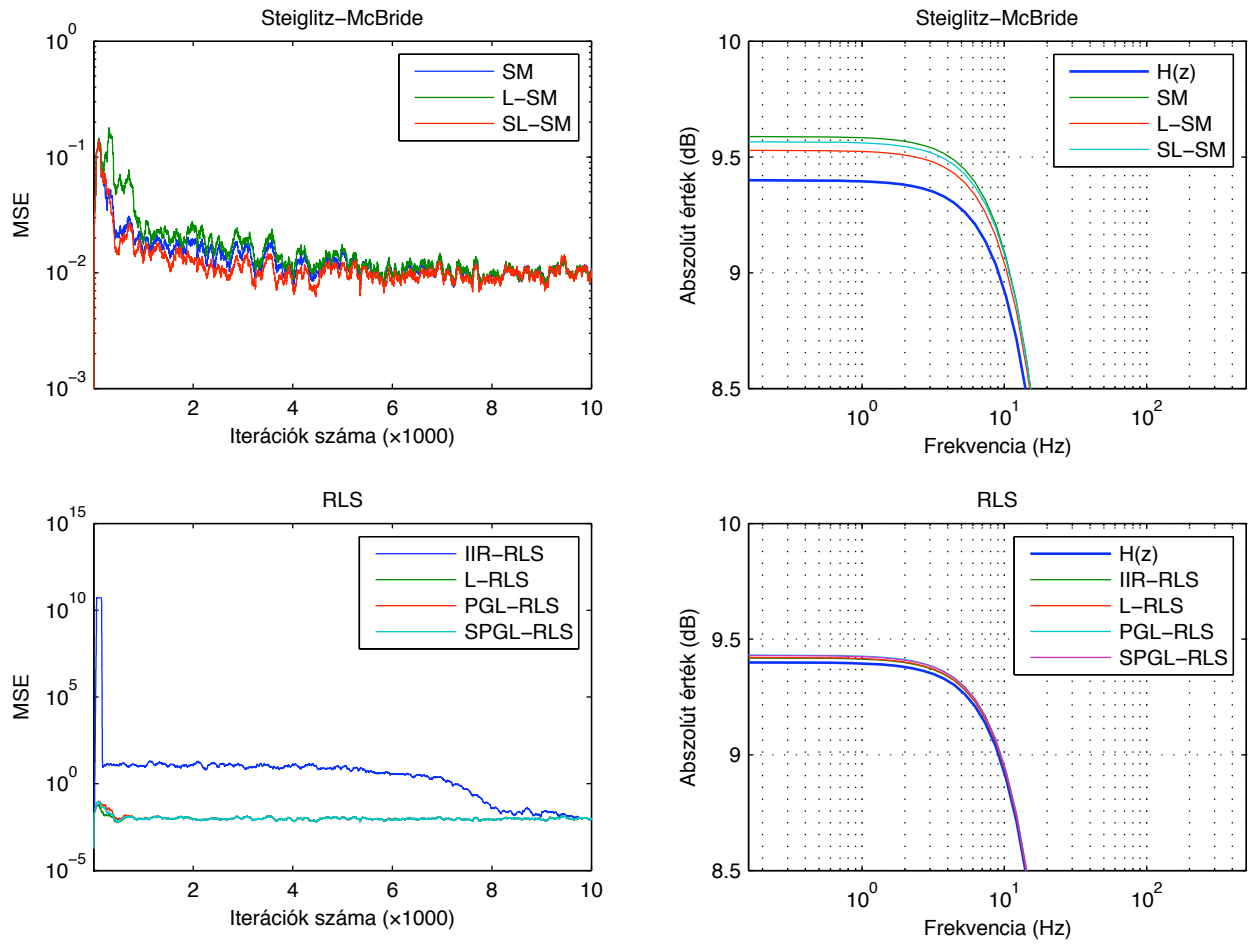 Steiglitz−McBride
10^0
10^−1
10^−2
10^−3
MSE
SM
L−SM
SL−SM
2 4 6 8 10
Iterációk száma (×1000)
Steiglitz−McBride
10
9.5
9
8.5
Abszolút érték (dB)
H(z)
SM
L−SM
SL−SM
10^0 10^1 10^2
Frekvencia (Hz)
RLS
10^15
10^10
10^5
10^0
10^−5
MSE
IIR−RLS
L−RLS
PGL−RLS
SPGL−RLS
2 4 6 8 10
Iterációk száma (×1000)
RLS
10
9.5
9
8.5
Abszolút érték (dB)
H(z)
IIR−RLS
L−RLS
PGL−RLS
SPGL−RLS
10^0 10^1 10^2
Frekvencia (Hz)